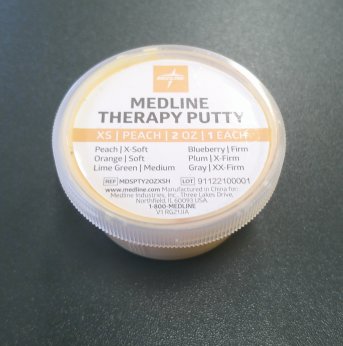 MEDLINE
THERAPY PUTTY
XS | PEACH | 2 OZ | 1 EACH
Peach | X-Soft Blueberry | Firm
Orange | Soft Plum | X-Firm
Lime Green | Medium Gray | XX-Firm
REF MDSPTY2OZXSH LOT 91122100001
www.medline.com Manufactured in China for:
Medline Industries, Inc., Three Lakes Drive,
Northfield, IL 60093 USA
1-800-MEDLINE